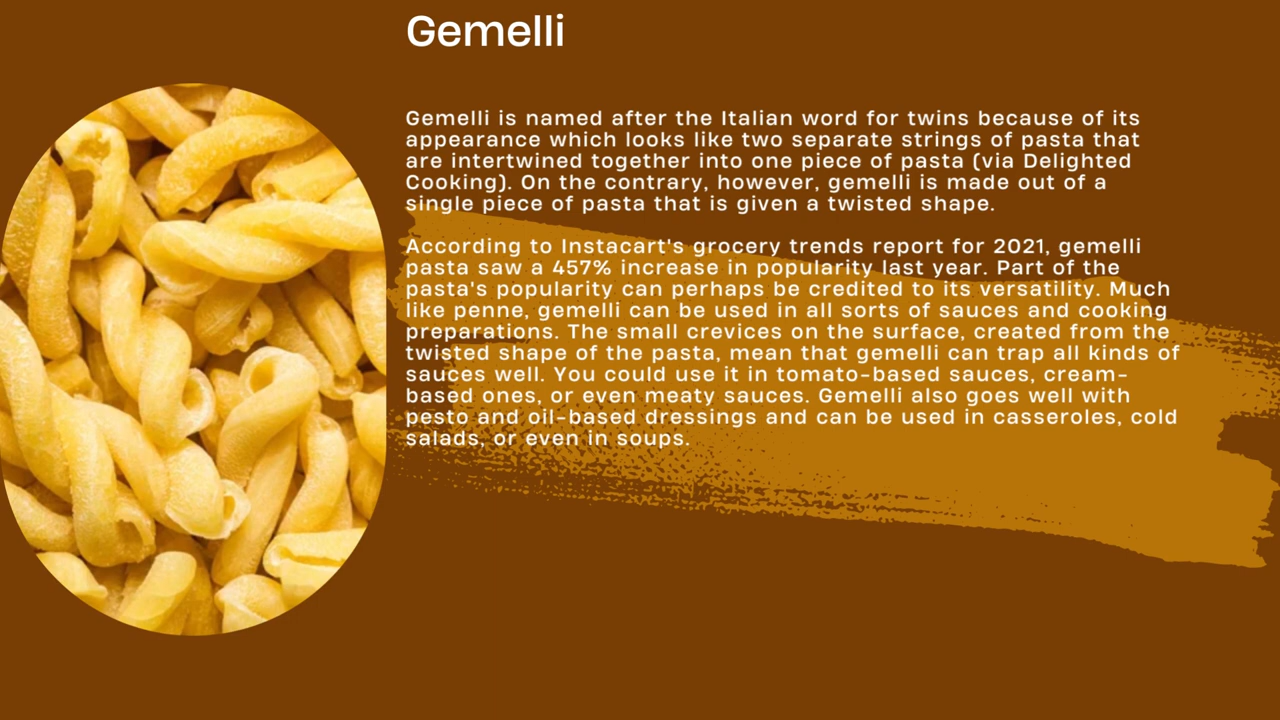 Gemelli
Gemelli is named after the Italian word for twins because of its
appearance which looks like two separate strings of pasta that
are intertwined together into one piece of pasta (via Delighted
Cooking). On the contrary, however, gemelli is made out of a
single piece of pasta that is given a twisted shape.
According to Instacart's grocery trends report for 2021, gemelli
pasta saw a 457% increase in popularity last year. Part of the
pasta's popularity can perhaps be credited to its versatility. Much
like penne, gemelli can be used in all sorts of sauces and cooking
preparations. The small crevices on the surface, created from the
twisted shape of the pasta, mean that gemelli can trap all kinds of
sauces well. You could use it in tomato-based sauces, cream-
based ones, or even meaty sauces. Gemelli also goes well with
pesto and oil-based dressings and can be used in casseroles, cold
salads, or even in soups.